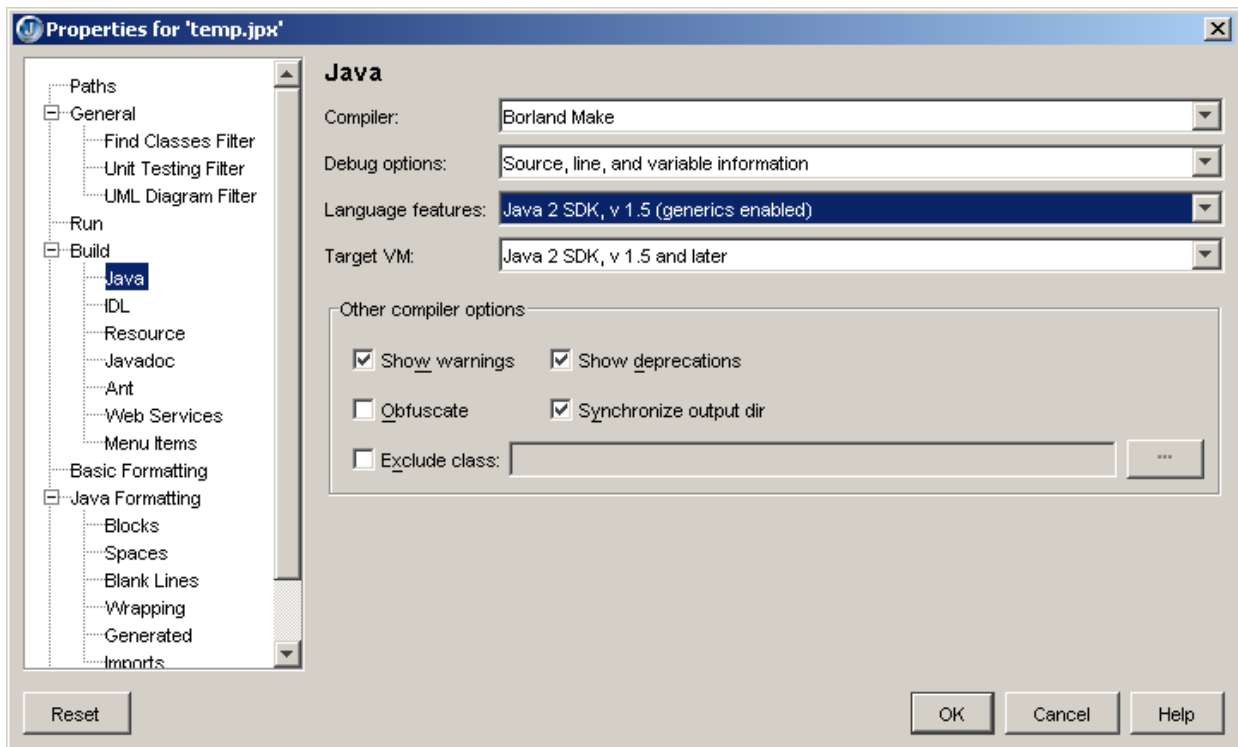 Properties for 'temp.jpx'
Paths
General
Find Classes Filter
Unit Testing Filter
UML Diagram Filter
Run
Build
Java
IDL
Resource
Javadoc
Ant
Web Services
Menu Items
Basic Formatting
Java Formatting
Blocks
Spaces
Blank Lines
Wrapping
Generated
Imports
Java
Compiler: Borland Make
Debug options: Source, line, and variable information
Language features: Java 2 SDK, v 1.5 (generics enabled)
Target VM: Java 2 SDK, v 1.5 and later
Other compiler options
Show warnings Show deprecations
Obfuscate Synchronize output dir
Exclude class: ...
Reset OK Cancel Help